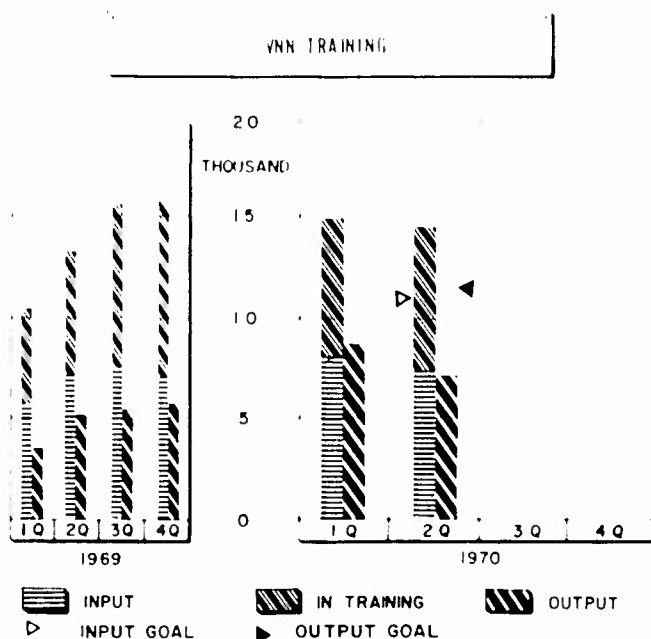 VNN TRAINING
20
THOUSAND
15
10
5
0
1Q 2Q 3Q 4Q
1969
1Q 2Q 3Q 4Q
1970
INPUT IN TRAINING OUTPUT
INPUT GOAL OUTPUT GOAL